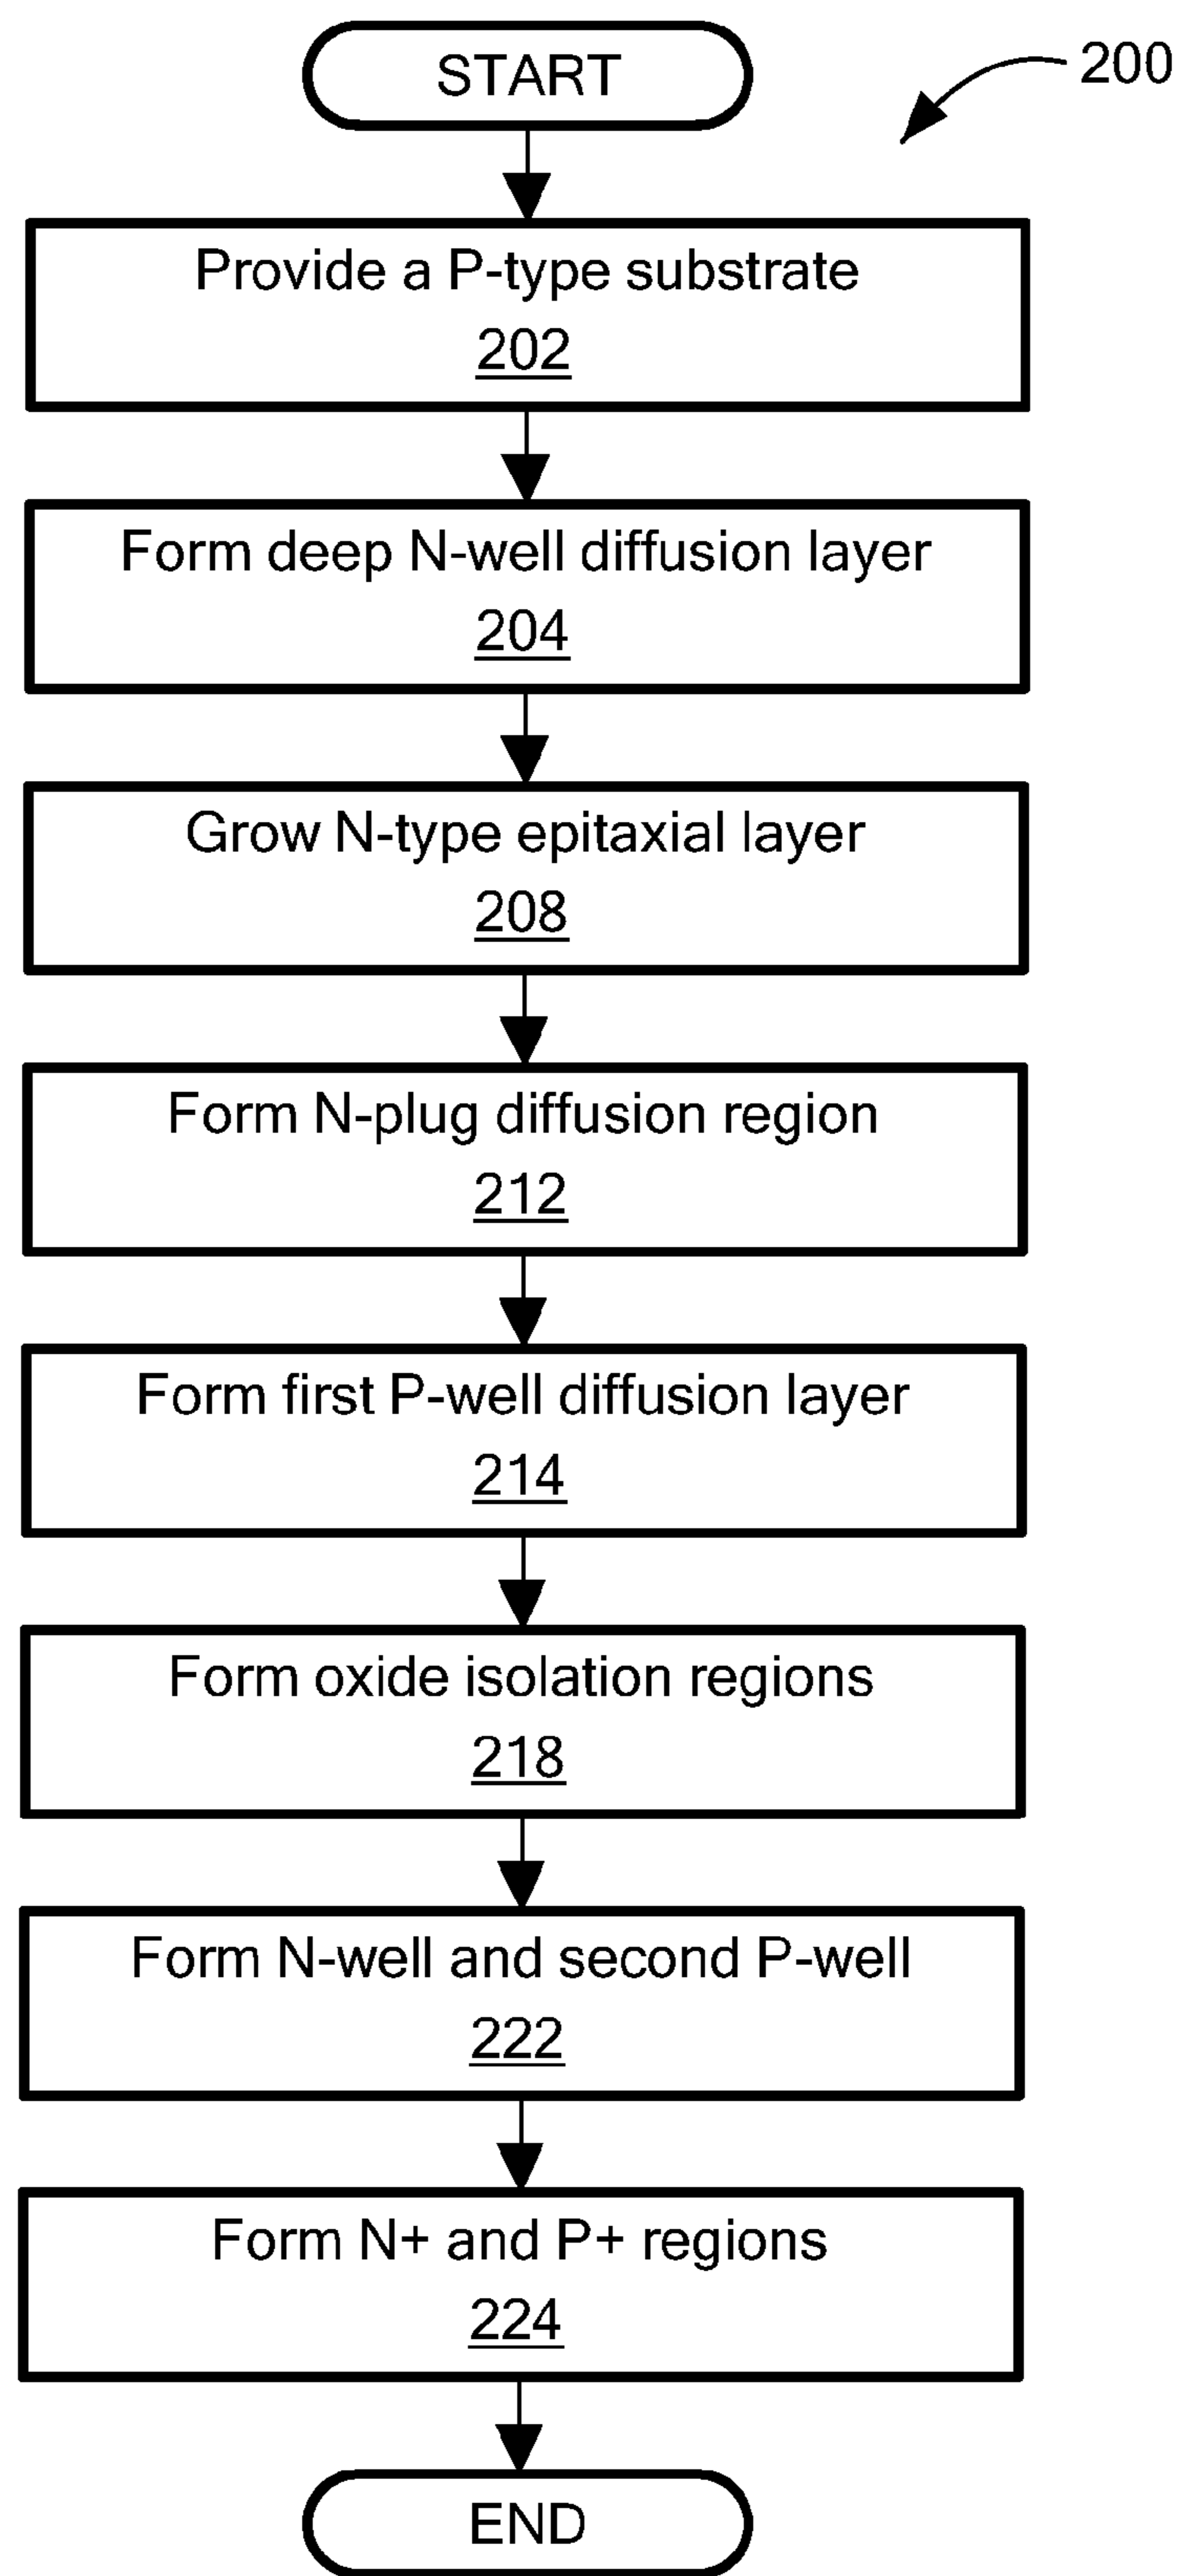 START
200
Provide a P-type substrate
202
Form deep N-well diffusion layer
204
Grow N-type epitaxial layer
208
Form N-plug diffusion region
212
Form first P-well diffusion layer
214
Form oxide isolation regions
218
Form N-well and second P-well
222
Form N+ and P+ regions
224
END